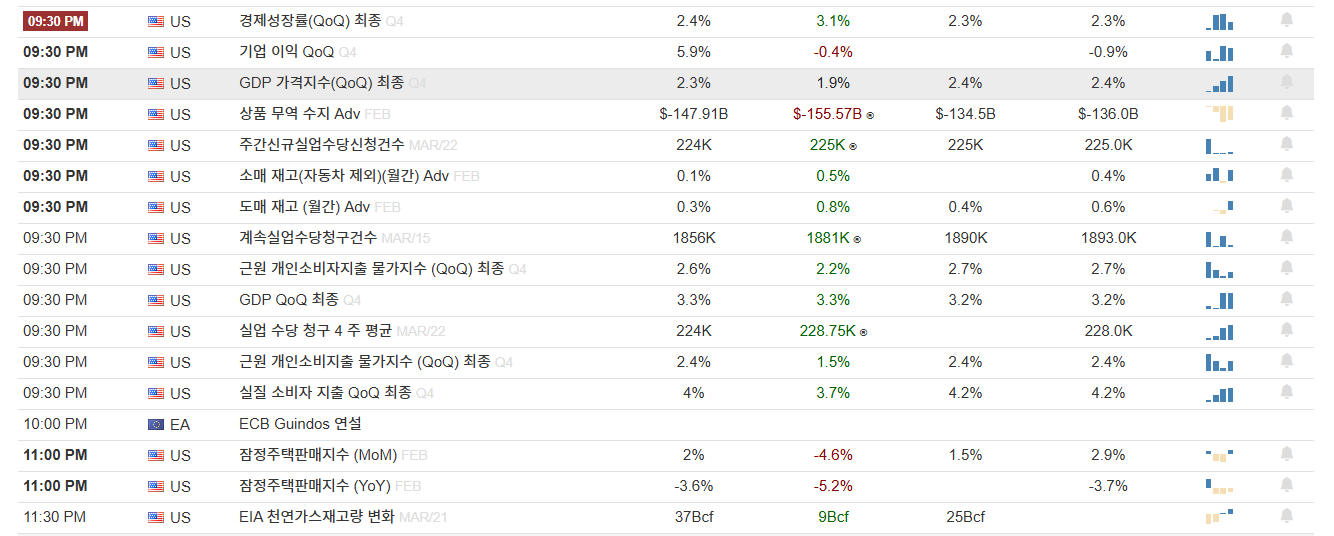 09:30 PM US 경제성장률(QoQ) 최종 Q4 2.4% 3.1% 2.3% 2.3%
09:30 PM US 기업 이익 QoQ Q4 5.9% -0.4% -0.9%
09:30 PM US GDP 가격지수(QoQ) 최종 Q4 2.3% 1.9% 2.4% 2.4%
09:30 PM US 상품 무역 수지 Adv FEB $-147.91B $-155.57B ® $-134.5B $-136.0B
09:30 PM US 주간신규실업수당신청건수 MAR/22 224K 225K ® 225K 225.0K
09:30 PM US 소매 재고(자동차 제외)(월간) Adv FEB 0.1% 0.5% 0.4%
09:30 PM US 도매 재고 (월간) Adv FEB 0.3% 0.8% 0.4% 0.6%
09:30 PM US 계속실업수당청구건수 MAR/15 1856K 1881K ® 1890K 1893.0K
09:30 PM US 근원 개인소비자지출 물가지수 (QoQ) 최종 Q4 2.6% 2.2% 2.7% 2.7%
09:30 PM US GDP QoQ 최종 Q4 3.3% 3.3% 3.2% 3.2%
09:30 PM US 실업 수당 청구 4 주 평균 MAR/22 224K 228.75K ® 228.0K
09:30 PM US 근원 개인소비지출 물가지수 (QoQ) 최종 Q4 2.4% 1.5% 2.4% 2.4%
09:30 PM US 실질 소비자 지출 QoQ 최종 Q4 4% 3.7% 4.2% 4.2%
10:00 PM EA ECB Guindos 연설
11:00 PM US 잠정주택판매지수 (MoM) FEB 2% -4.6% 1.5% 2.9%
11:00 PM US 잠정주택판매지수 (YoY) FEB -3.6% -5.2% -3.7%
11:30 PM US EIA 천연가스재고량 변화 MAR/21 37Bcf 9Bcf 25Bcf